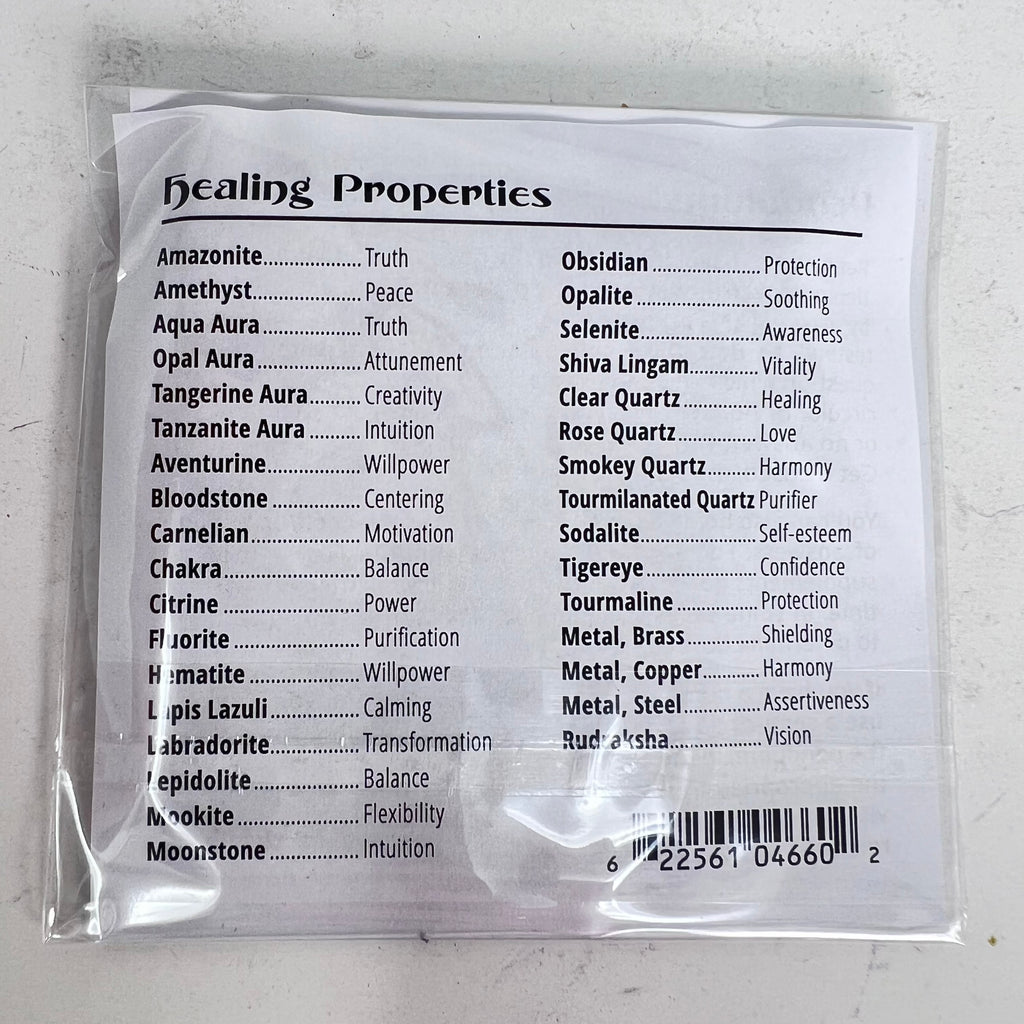 Healing Properties
Amazonite................... Truth
Amethyst..................... Peace
Aqua Aura ................... Truth
Opal Aura .................... Attunement
Tangerine Aura.......... Creativity
Tanzanite Aura .......... Intuition
Aventurine.................. Willpower
Bloodstone ................. Centering
Carnelian..................... Motivation
Chakra.......................... Balance
Citrine .......................... Power
Fluorite ......................... Purification
Hematite ...................... Willpower
Lapis Lazuli ................. Calming
Labradorite................. Transformation
Lepidolite .................... Balance
Mookite ........................ Flexibility
Moonstone ................. Intuition
Obsidian ..................... Protection
Opalite ........................ Soothing
Selenite....................... Awareness
Shiva Lingam............. Vitality
Clear Quartz .............. Healing
Rose Quartz ............... Love
Smokey Quartz.......... Harmony
Tourmilanated Quartz Purifier
Sodalite....................... Self-esteem
Tigereye...................... Confidence
Tourmaline ................ Protection
Metal, Brass .............. Shielding
Metal, Copper........... Harmony
Metal, Steel............... Assertiveness
Rudraksha.................. Vision
6 22561 04660 2